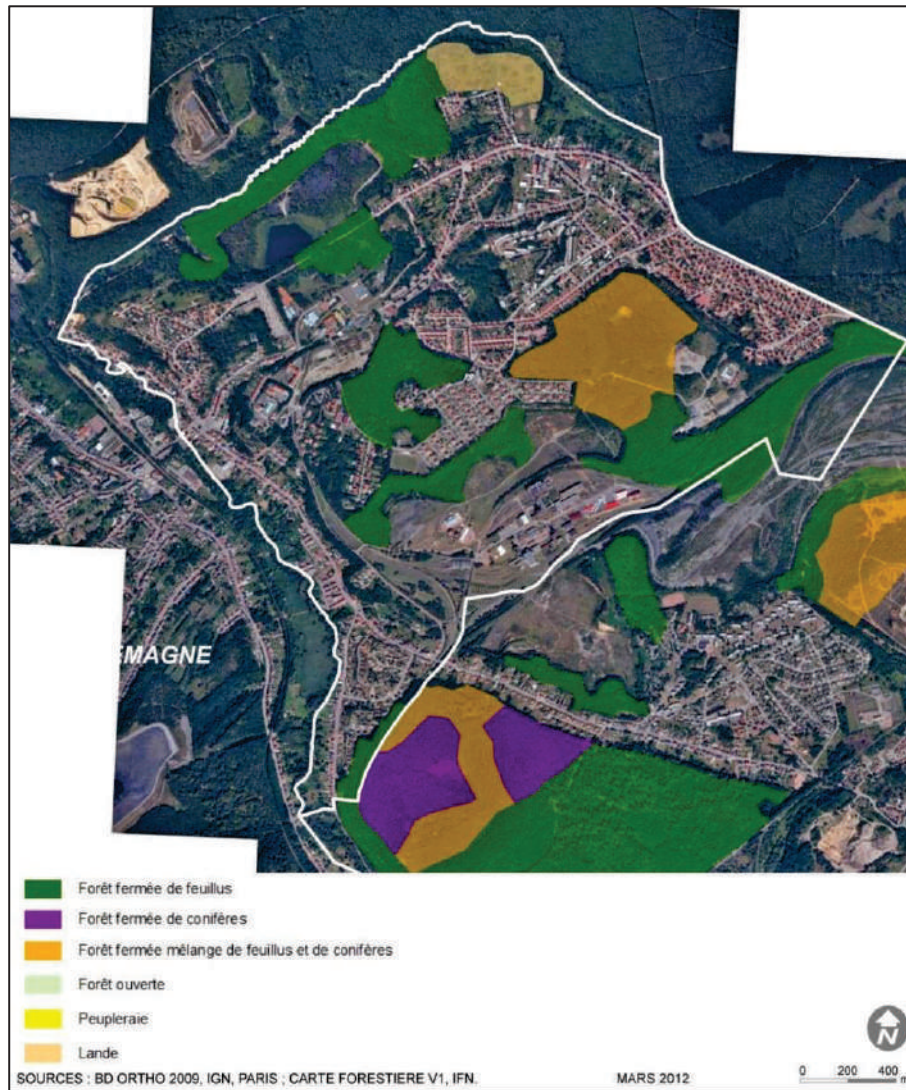 EMAGNE
Forêt fermée de feuillus
Forêt fermée de conifères
Forêt fermée mélange de feuillus et de conifères
Forêt ouverte
Peupleraie
Lande
N
0 200 400
m
SOURCES : BD ORTHO 2009, IGN, PARIS ; CARTE FORESTIERE V1, IFN. MARS 2012